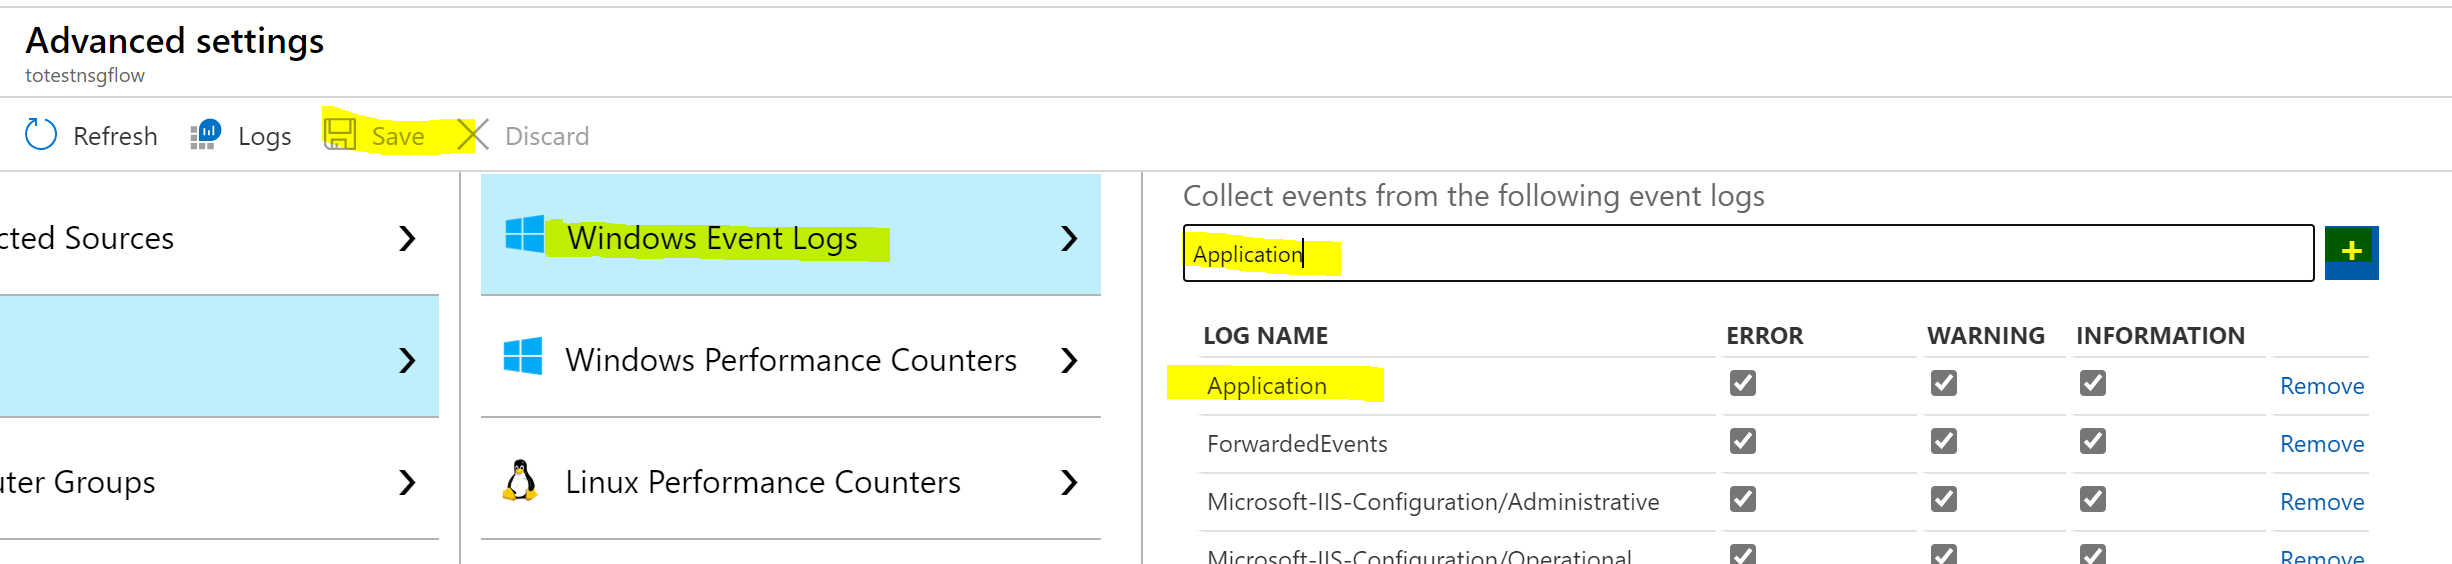 Advanced settings
totestnsgflow
Refresh Logs Save Discard
cted Sources
uter Groups
Windows Event Logs
Windows Performance Counters
Linux Performance Counters
Collect events from the following event logs
Application
+
LOG NAME ERROR WARNING INFORMATION
Application Remove
ForwardedEvents Remove
Microsoft-IIS-Configuration/Administrative Remove
Microsoft-IIS-Configuration/Operational Remove